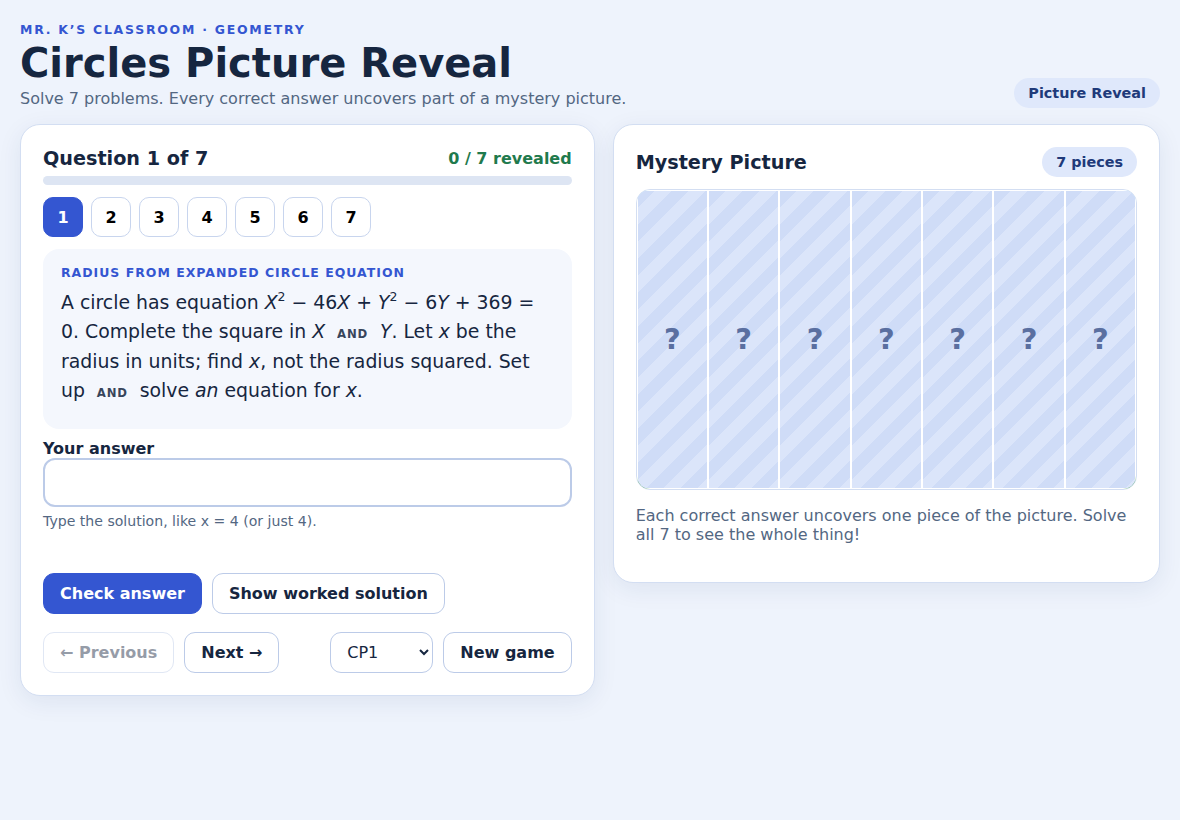 MR. K’S CLASSROOM · GEOMETRY
Circles Picture Reveal
Solve 7 problems. Every correct answer uncovers part of a mystery picture.
Picture Reveal
Question 1 of 7
0 / 7 revealed
1 2 3 4 5 6 7
RADIUS FROM EXPANDED CIRCLE EQUATION
A circle has equation X² − 46X + Y² − 6Y + 369 =
0. Complete the square in X AND Y. Let x be the
radius in units; find x, not the radius squared. Set
up AND solve an equation for x.
Your answer
Type the solution, like x = 4 (or just 4).
Check answer
Show worked solution
← Previous
Next →
CP1
New game
Mystery Picture
7 pieces
? ? ? ? ? ? ?
Each correct answer uncovers one piece of the picture. Solve
all 7 to see the whole thing!